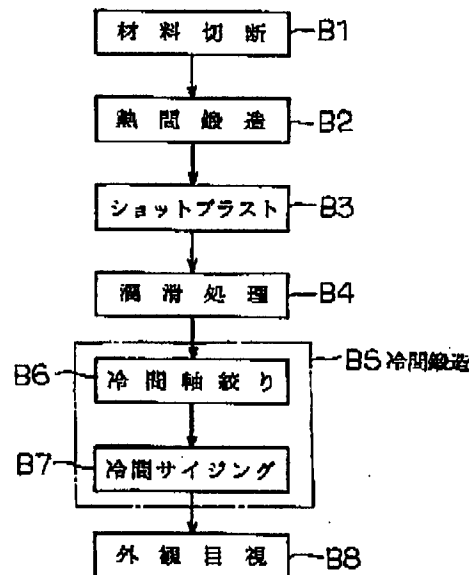 材料切断 B1
熱間鍛造 B2
ショットブラスト B3
潤滑処理 B4
B5 冷間鍛造
B6 冷間軸絞り
B7 冷間サイジング
外観目視 B8